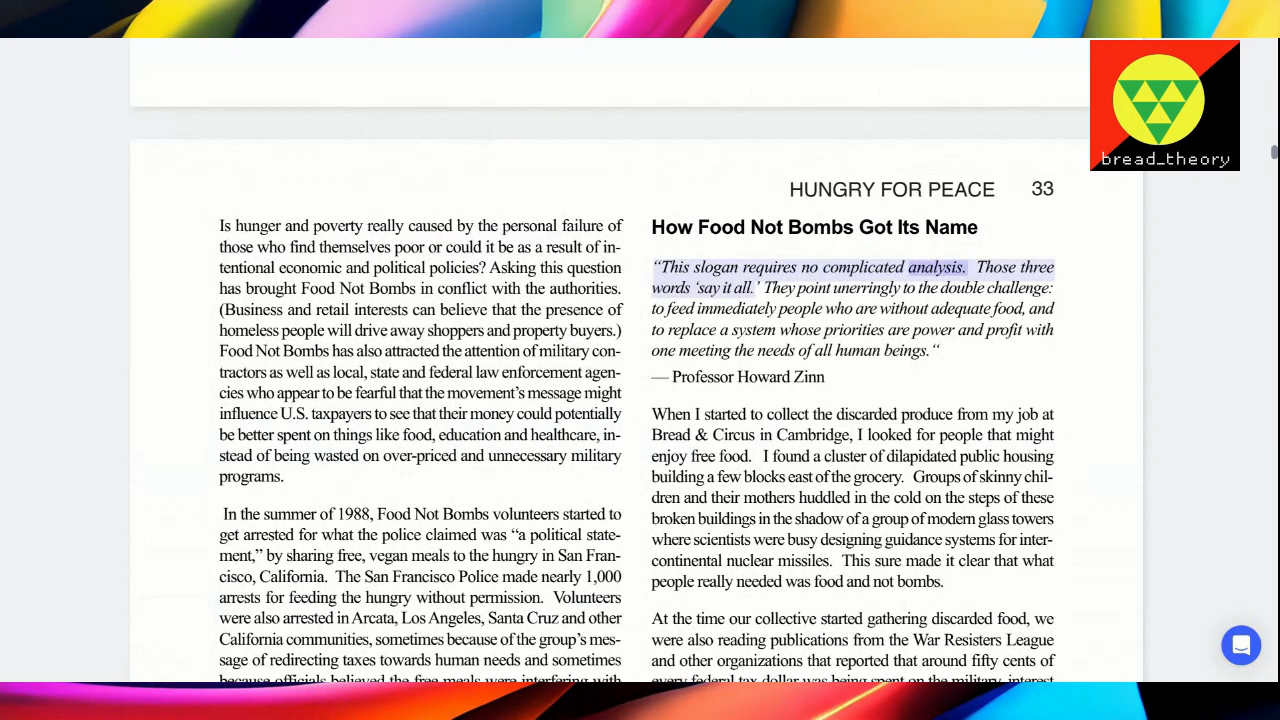 bread_theory
HUNGRY FOR PEACE 33
Is hunger and poverty really caused by the personal failure of
those who find themselves poor or could it be as a result of in-
tentional economic and political policies? Asking this question
has brought Food Not Bombs in conflict with the authorities.
(Business and retail interests can believe that the presence of
homeless people will drive away shoppers and property buyers.)
Food Not Bombs has also attracted the attention of military con-
tractors as well as local, state and federal law enforcement agen-
cies who appear to be fearful that the movement's message might
influence U.S. taxpayers to see that their money could potentially
be better spent on things like food, education and healthcare, in-
stead of being wasted on over-priced and unnecessary military
programs.
In the summer of 1988, Food Not Bombs volunteers started to
get arrested for what the police claimed was “a political state-
ment,” by sharing free, vegan meals to the hungry in San Fran-
cisco, California. The San Francisco Police made nearly 1,000
arrests for feeding the hungry without permission. Volunteers
were also arrested in Arcata, Los Angeles, Santa Cruz and other
California communities, sometimes because of the group's mes-
sage of redirecting taxes towards human needs and sometimes
because officials believed the free meals were interfering with
How Food Not Bombs Got Its Name
“This slogan requires no complicated analysis. Those three
words ‘say it all.’ They point unerringly to the double challenge:
to feed immediately people who are without adequate food, and
to replace a system whose priorities are power and profit with
one meeting the needs of all human beings.“
— Professor Howard Zinn
When I started to collect the discarded produce from my job at
Bread & Circus in Cambridge, I looked for people that might
enjoy free food. I found a cluster of dilapidated public housing
building a few blocks east of the grocery. Groups of skinny chil-
dren and their mothers huddled in the cold on the steps of these
broken buildings in the shadow of a group of modern glass towers
where scientists were busy designing guidance systems for inter-
continental nuclear missiles. This sure made it clear that what
people really needed was food and not bombs.
At the time our collective started gathering discarded food, we
were also reading publications from the War Resisters League
and other organizations that reported that around fifty cents of
every federal tax dollar was being spent on the military, interest